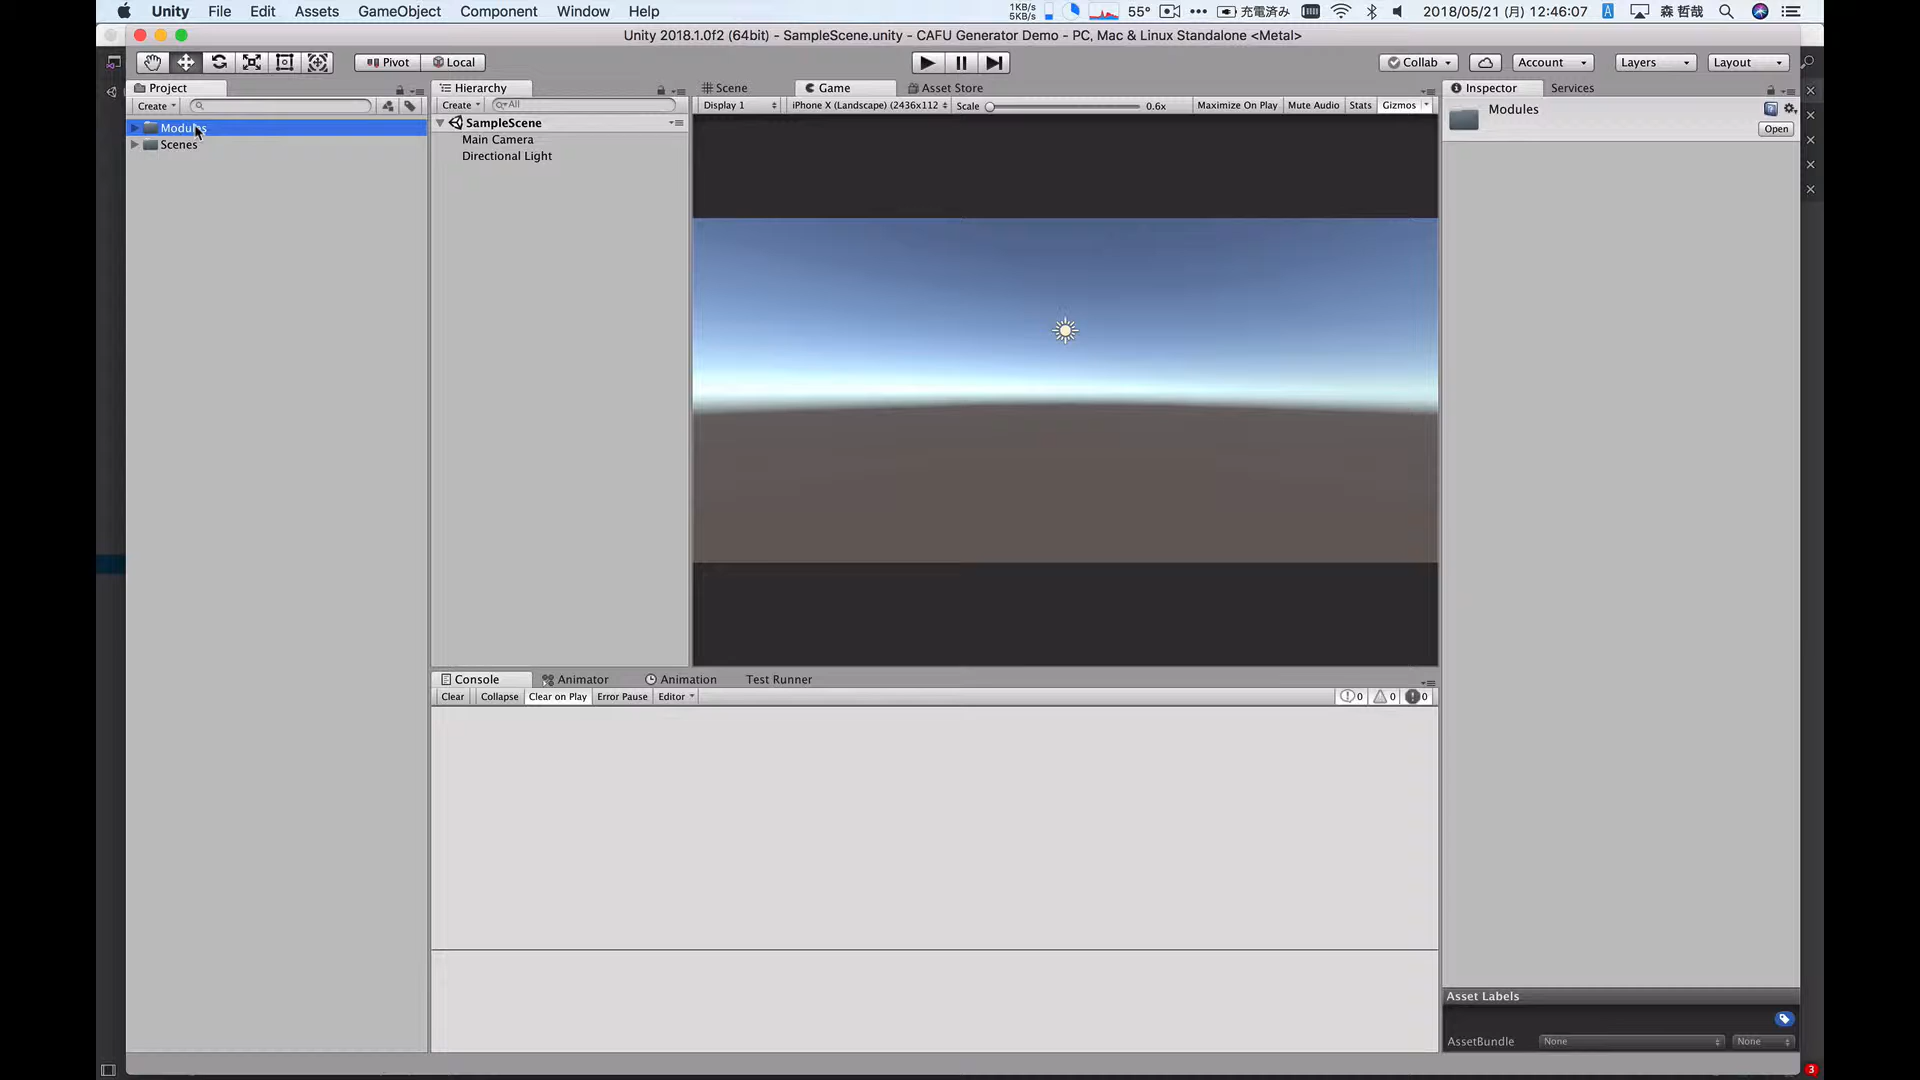 Unity File Edit Assets GameObject Component Window Help
1KB/s
5KB/s
55° 充電済み 2018/05/21 (月) 12:46:07 A 森 哲哉
Unity 2018.1.0f2 (64bit) - SampleScene.unity - CAFU Generator Demo - PC, Mac & Linux Standalone <Metal>
Pivot Local Collab Account Layers Layout
Project Hierarchy Scene Game Asset Store Inspector Services
Create Create All Display 1 iPhone X (Landscape) (2436x112 Scale 0.6x Maximize On Play Mute Audio Stats Gizmos
Modules
Open
Modules
Scenes
SampleScene
Main Camera
Directional Light
Console Animator Animation Test Runner
Clear Collapse Clear on Play Error Pause Editor 0 0 0
Asset Labels
AssetBundle None None
3